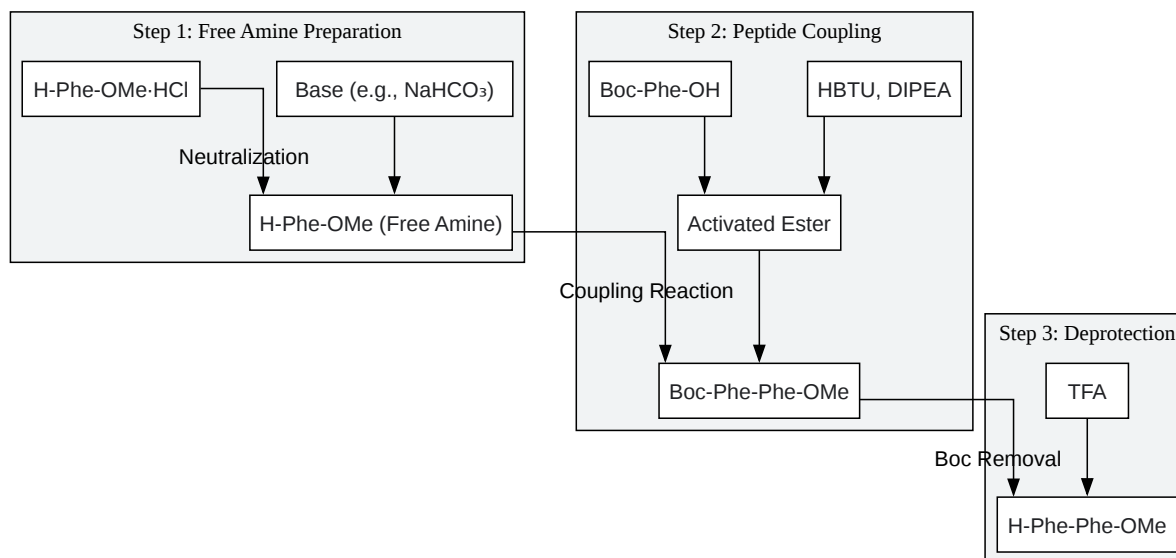 Step 1: Free Amine Preparation
H-Phe-OMe·HCl
Base (e.g., NaHCO₃)
Neutralization
H-Phe-OMe (Free Amine)
Step 2: Peptide Coupling
Boc-Phe-OH
HBTU, DIPEA
Activated Ester
Coupling Reaction
Boc-Phe-Phe-OMe
Step 3: Deprotection
TFA
Boc Removal
H-Phe-Phe-OMe